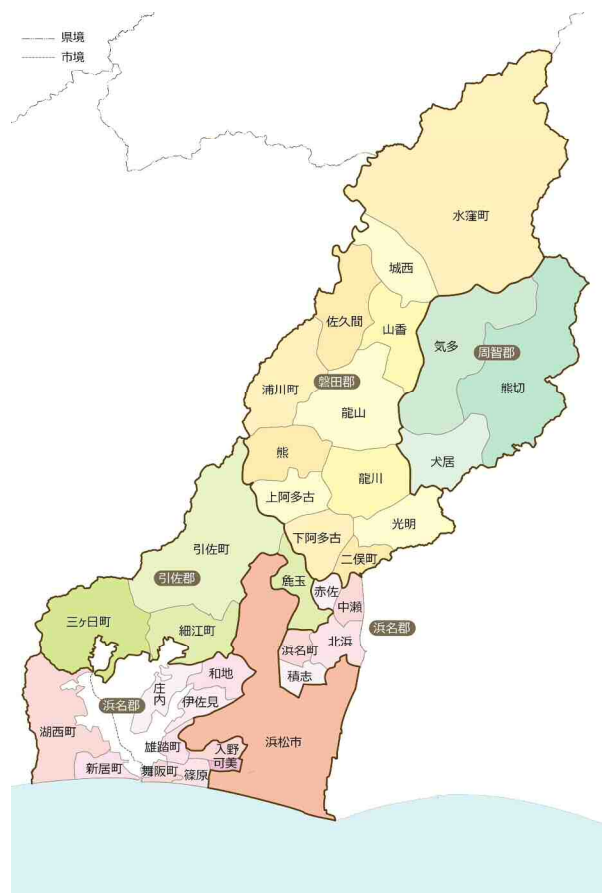 県境
市境
水窪町
城西
佐久間
山香
気多
周智郡
熊切
磐田郡
浦川町
龍山
犬居
熊
龍川
上阿多古
光明
下阿多古
引佐町
二俣町
引佐郡
麁玉
赤佐
中瀬
三ヶ日町
細江町
浜名郡
北浜
浜名町
和地
積志
庄内
伊佐見
浜名郡
湖西町
雄踏町
入野
浜松市
可美
新居町
舞阪町
篠原